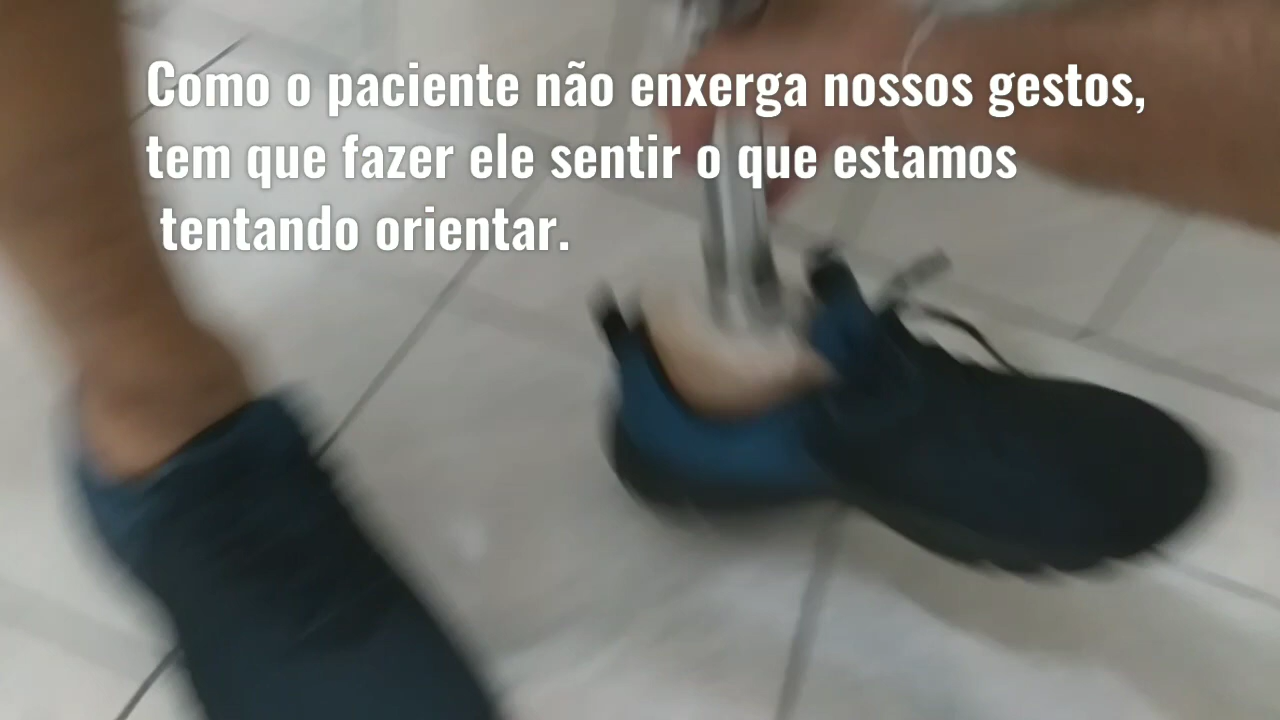 Como o paciente não enxerga nossos gestos,
tem que fazer ele sentir o que estamos
tentando orientar.